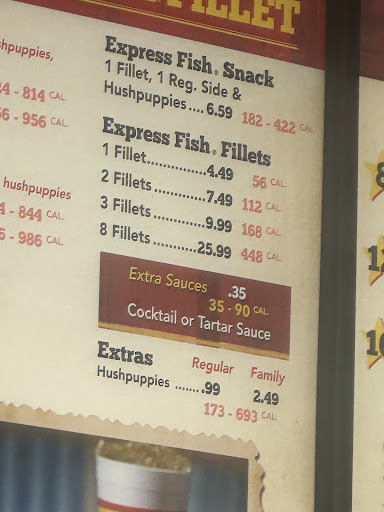 FILLET
hpuppies,
4 - 814 CAL.
6 - 956 CAL.
hushpuppies
4 - 844 CAL.
6 - 986 CAL.
Express Fish® Snack
1 Fillet, 1 Reg. Side &
Hushpuppies.... 6.59 182 - 422 CAL.
Express Fish® Fillets
1 Fillet..............4.49 56 CAL.
2 Fillets ............7.49 112 CAL.
3 Fillets ............9.99 168 CAL.
8 Fillets ..........25.99 448 CAL.
Extra Sauces .35
35 - 90 CAL.
Cocktail or Tartar Sauce
Extras Regular Family
Hushpuppies .......99 2.49
173 - 693 CAL.